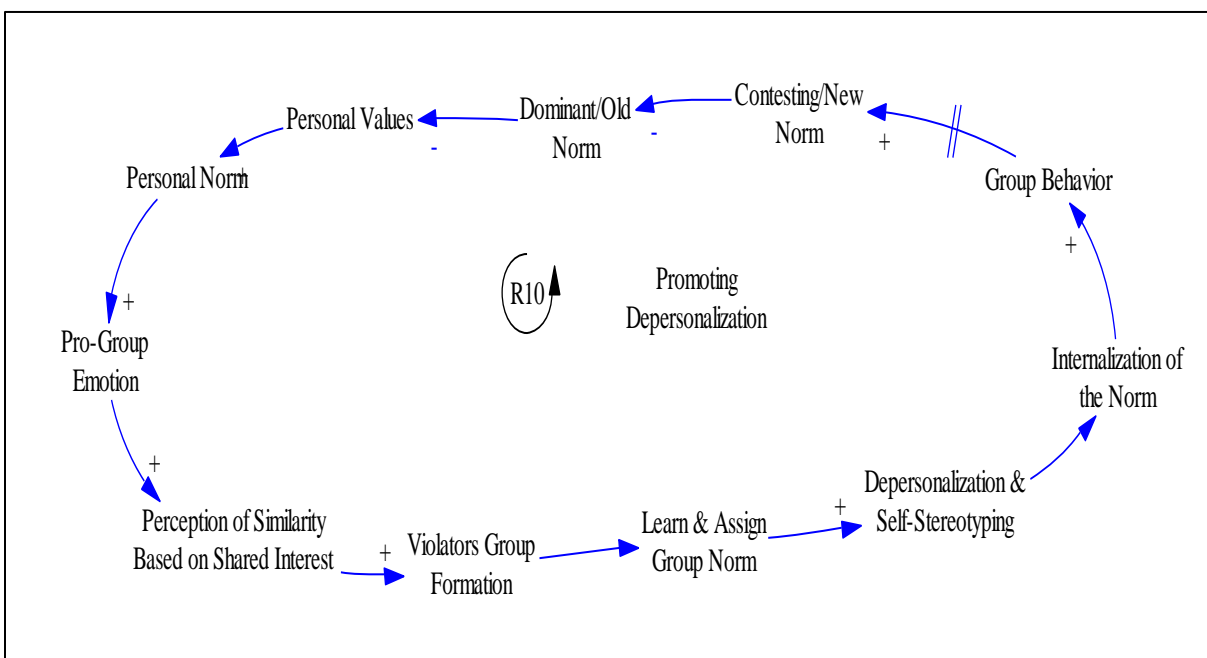 Contesting/New
Norm
Dominant/Old
Norm
Personal Values
Personal Norm
Group Behavior
-
-
+
+
+
R10
Promoting
Depersonalization
+
Pro-Group
Emotion
Internalization of
the Norm
+
Perception of Similarity
Based on Shared Interest
+
Violators Group
Formation
Learn & Assign
Group Norm
+
Depersonalization &
Self-Stereotyping